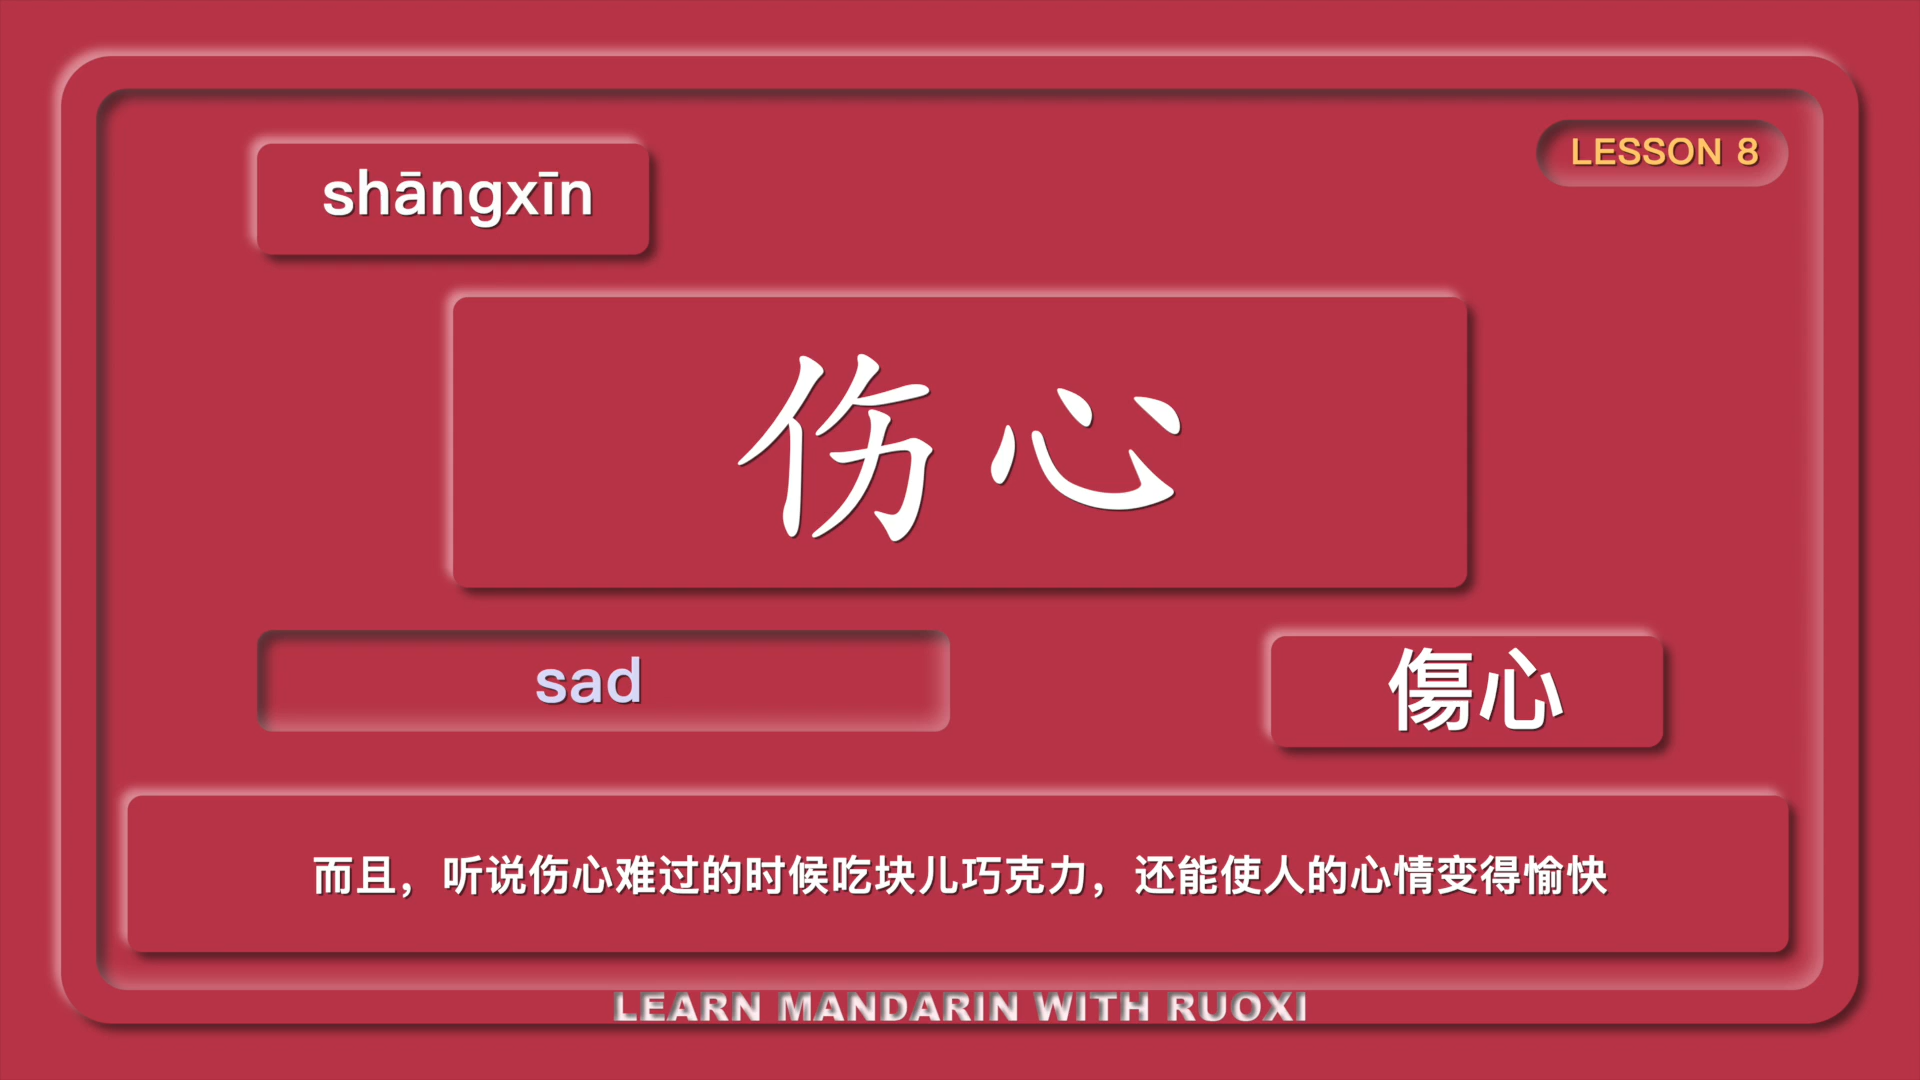 LESSON 8
shāngxīn
伤心
sad
傷心
而且，听说伤心难过的时候吃块儿巧克力，还能使人的心情变得愉快
LEARN MANDARIN WITH RUOXI